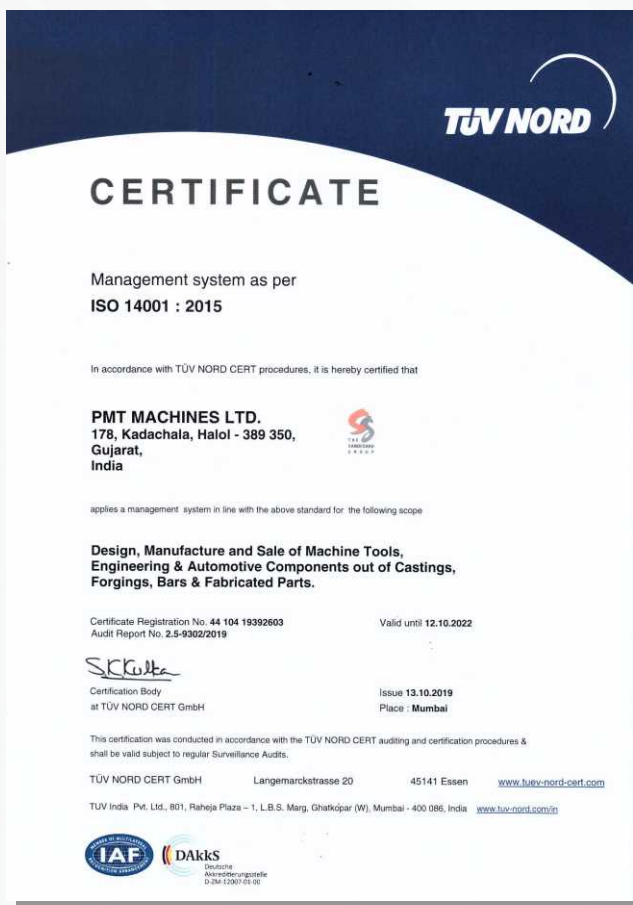 TÜV NORD
CERTIFICATE
Management system as per
ISO 14001 : 2015
In accordance with TÜV NORD CERT procedures, it is hereby certified that
PMT MACHINES LTD.
178, Kadachala, Halol - 389 350,
Gujarat,
India
THE
SANDESARA
GROUP
applies a management system in line with the above standard for the following scope
Design, Manufacture and Sale of Machine Tools,
Engineering & Automotive Components out of Castings,
Forgings, Bars & Fabricated Parts.
Certificate Registration No. 44 104 19392603
Valid until 12.10.2022
Audit Report No. 2.5-9302/2019
Certification Body
at TÜV NORD CERT GmbH
Issue 13.10.2019
Place : Mumbai
This certification was conducted in accordance with the TÜV NORD CERT auditing and certification procedures &
shall be valid subject to regular Surveillance Audits.
TÜV NORD CERT GmbH Langemarckstrasse 20 45141 Essen www.tuev-nord-cert.com
TUV India Pvt. Ltd., 801, Raheja Plaza – 1, L.B.S. Marg, Ghatkopar (W), Mumbai - 400 086, India www.tuv-nord.com/in
MEMBER OF MULTILATERAL
IAF
RECOGNITION ARRANGEMENT
DAkkS
Deutsche
Akkreditierungsstelle
D-ZM-12007-01-00